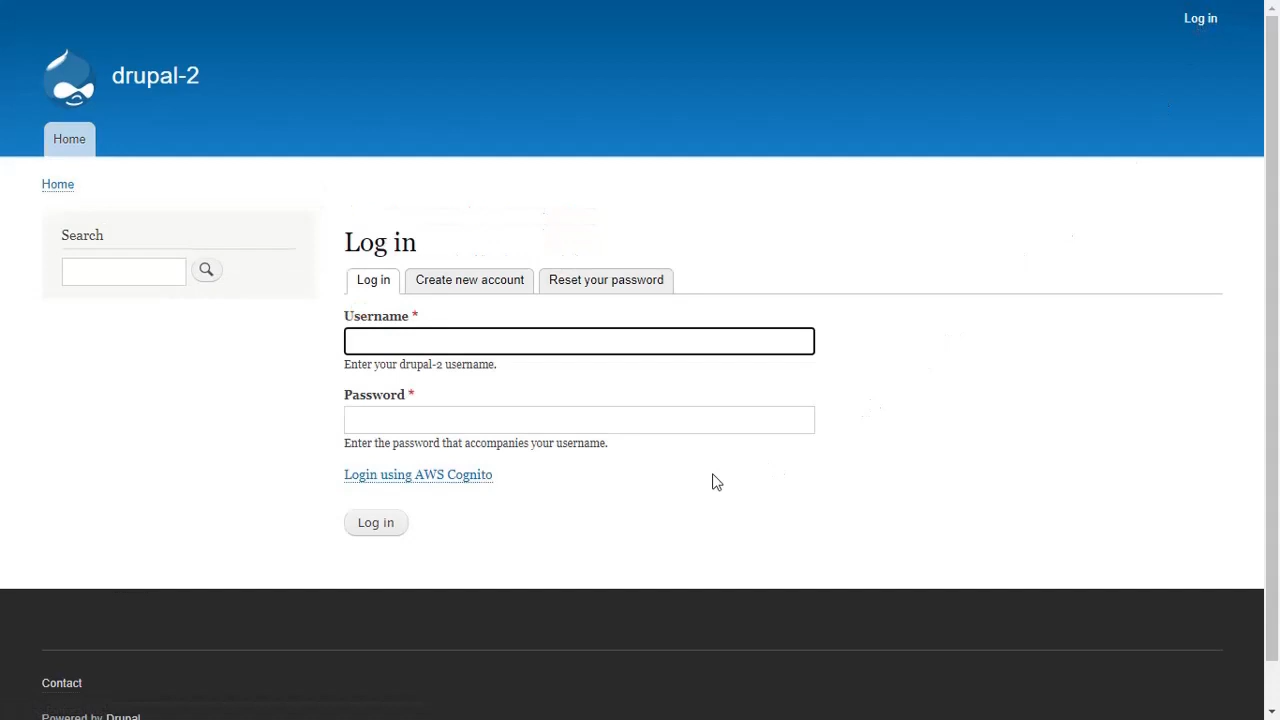 Log in
drupal-2
Home
Home
Search
Log in
Log in
Create new account
Reset your password
Username *
Enter your drupal-2 username.
Password *
Enter the password that accompanies your username.
Login using AWS Cognito
Log in
Contact
Powered by Drupal